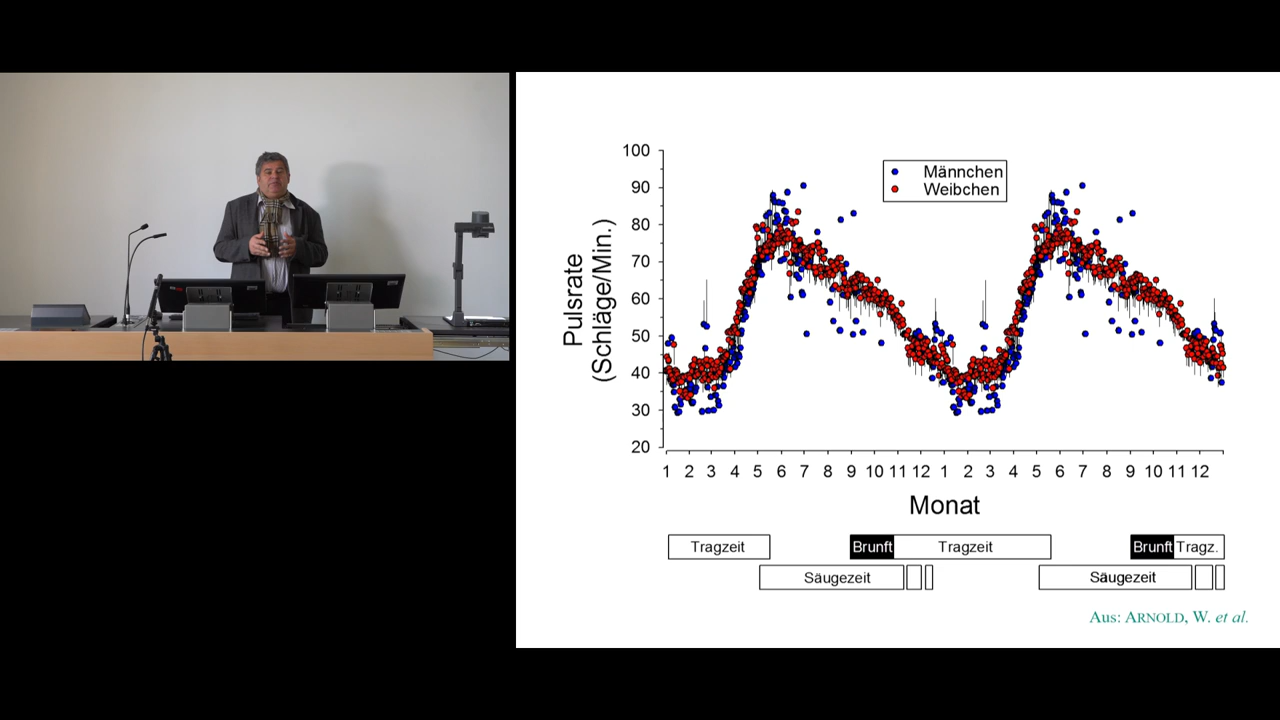 100
90
80
70
60
50
40
30
20
Pulsrate
(Schläge/Min.)
Männchen
Weibchen
1 2 3 4 5 6 7 8 9 10 11 12 1 2 3 4 5 6 7 8 9 10 11 12
Monat
Tragzeit Brunft Tragzeit Brunft Tragz.
Säugezeit Säugezeit
Aus: ARNOLD, W. et al.